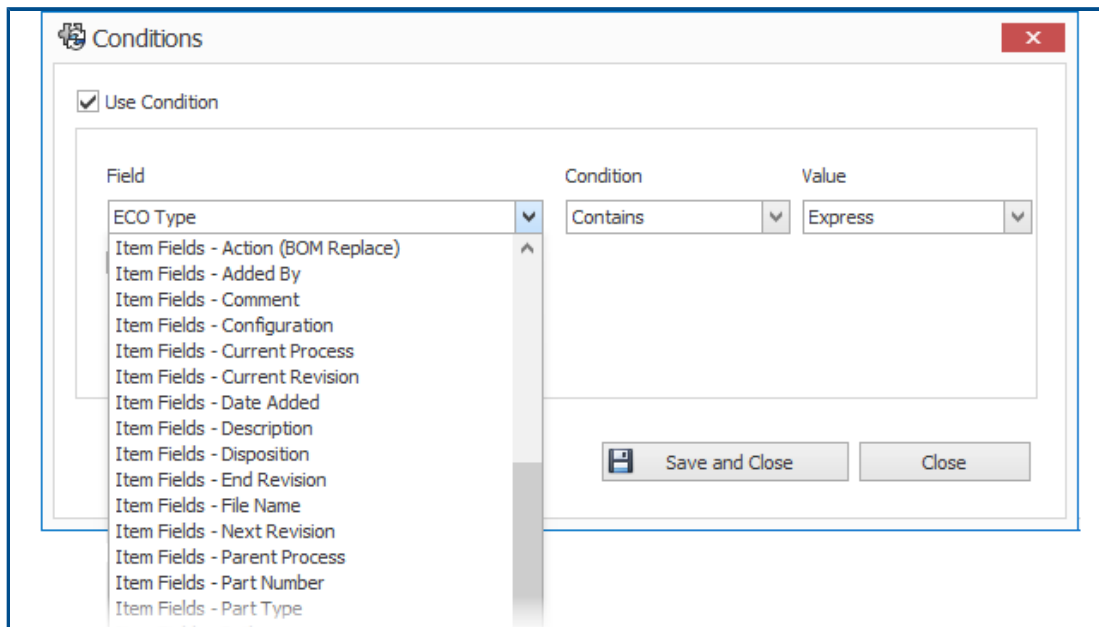 Conditions
Use Condition
Field Condition Value
ECO Type Contains Express
Item Fields - Action (BOM Replace)
Item Fields - Added By
Item Fields - Comment
Item Fields - Configuration
Item Fields - Current Process
Item Fields - Current Revision
Item Fields - Date Added
Item Fields - Description
Item Fields - Disposition
Item Fields - End Revision
Item Fields - File Name
Item Fields - Next Revision
Item Fields - Parent Process
Item Fields - Part Number
Item Fields - Part Type
Save and Close Close